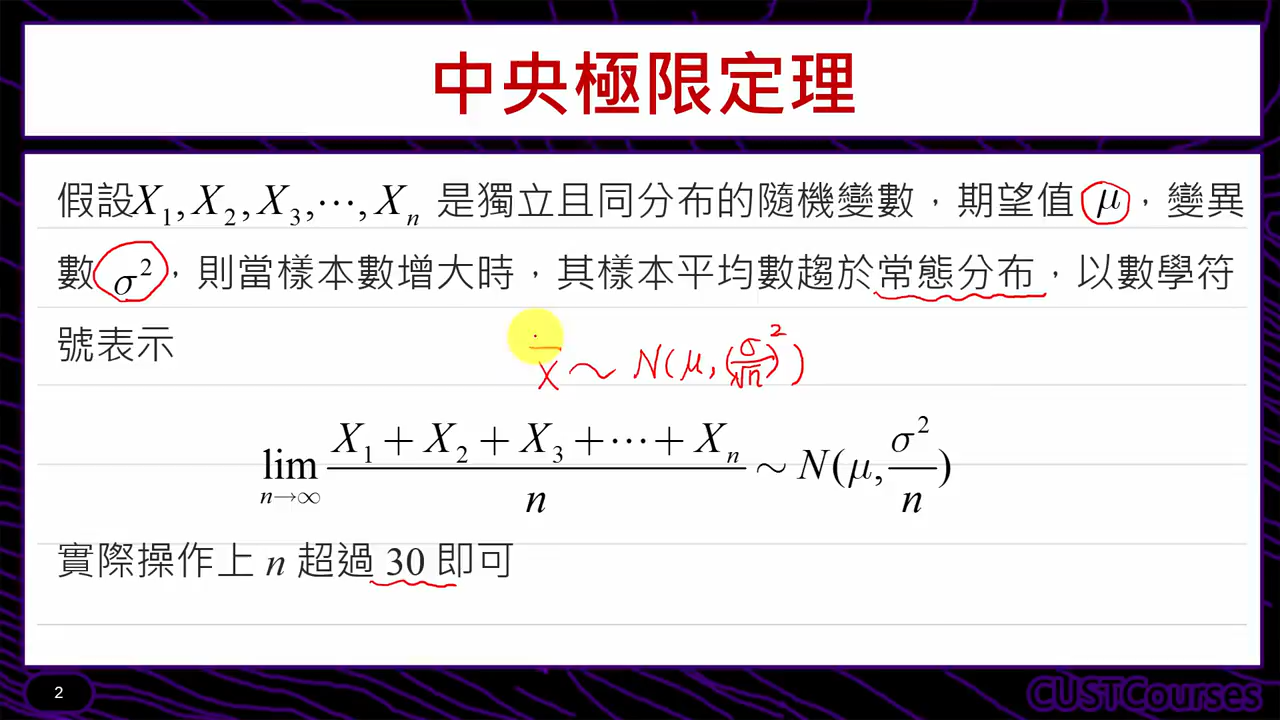 中央極限定理
假設X₁, X₂, X₃, ⋯, Xₙ 是獨立且同分布的隨機變數，期望值 μ，變異
數 σ²，則當樣本數增大時，其樣本平均數趨於常態分布，以數學符
號表示
X̄ ~ N(μ, (σ/√n)²)
lim n→∞ (X₁ + X₂ + X₃ + ⋯ + Xₙ)/n ~ N(μ, σ²/n)
實際操作上 n 超過 30 即可
2
CUSTCourses